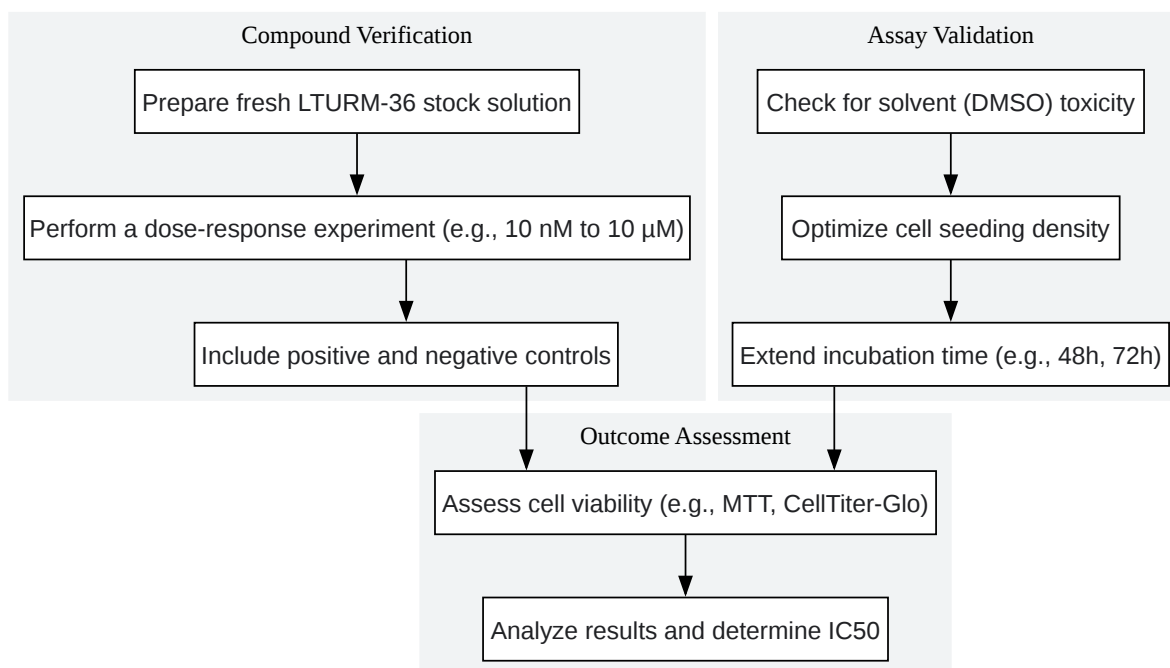 Compound Verification
Prepare fresh LTURM-36 stock solution
Perform a dose-response experiment (e.g., 10 nM to 10 µM)
Include positive and negative controls
Assay Validation
Check for solvent (DMSO) toxicity
Optimize cell seeding density
Extend incubation time (e.g., 48h, 72h)
Outcome Assessment
Assess cell viability (e.g., MTT, CellTiter-Glo)
Analyze results and determine IC50